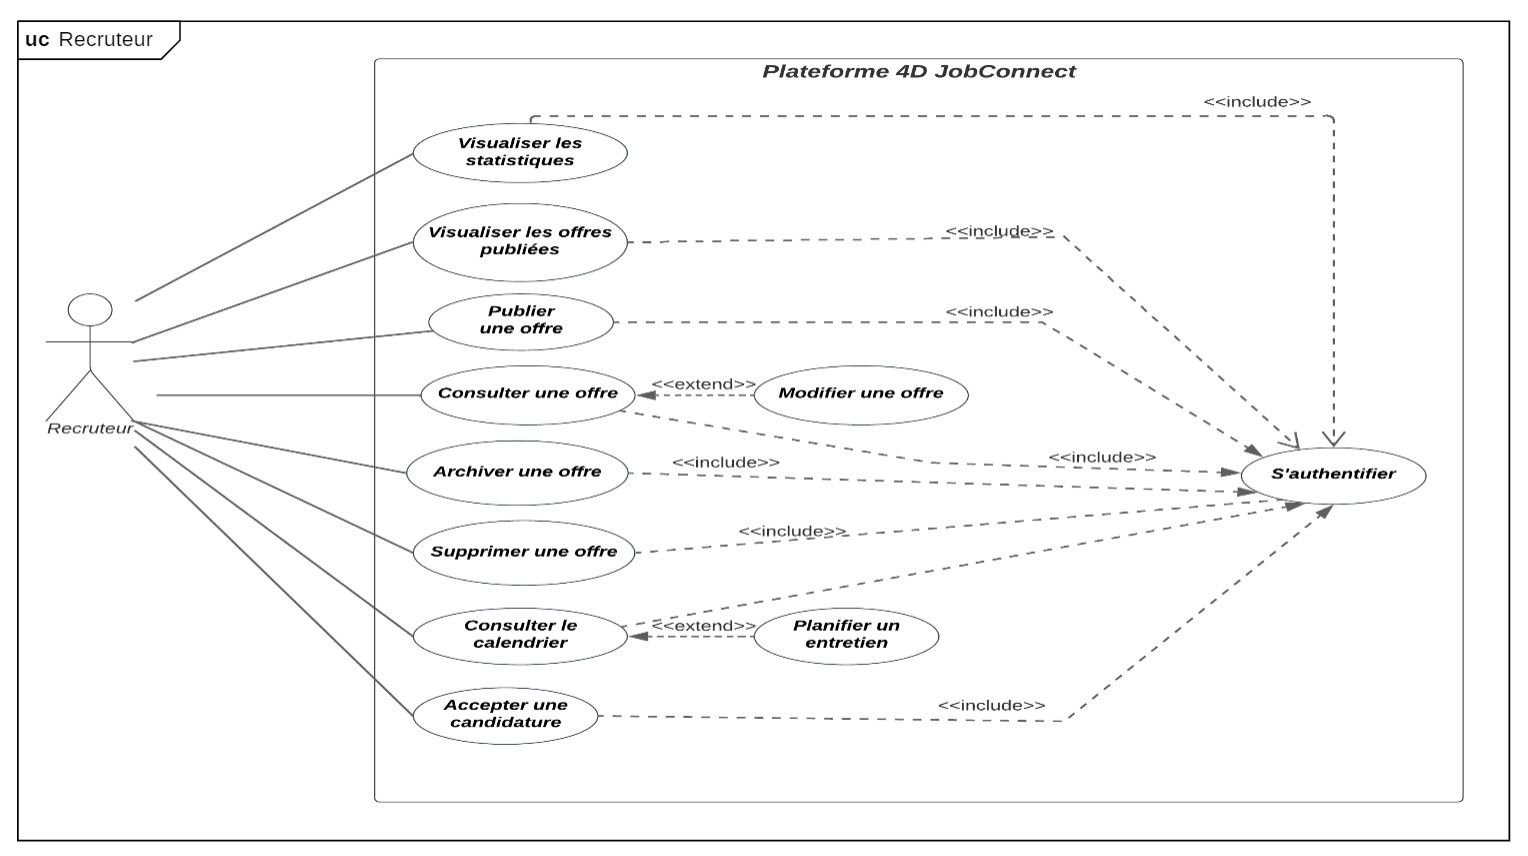 uc Recruteur
Plateforme 4D JobConnect
<<include>>
Visualiser les
statistiques
Visualiser les offres
publiées
<<include>>
Publier
une offre
<<include>>
Consulter une offre
<<extend>>
Modifier une offre
Recruteur
Archiver une offre
<<include>>
<<include>>
S'authentifier
Supprimer une offre
<<include>>
Consulter le
calendrier
<<extend>>
Planifier un
entretien
Accepter une
candidature
<<include>>